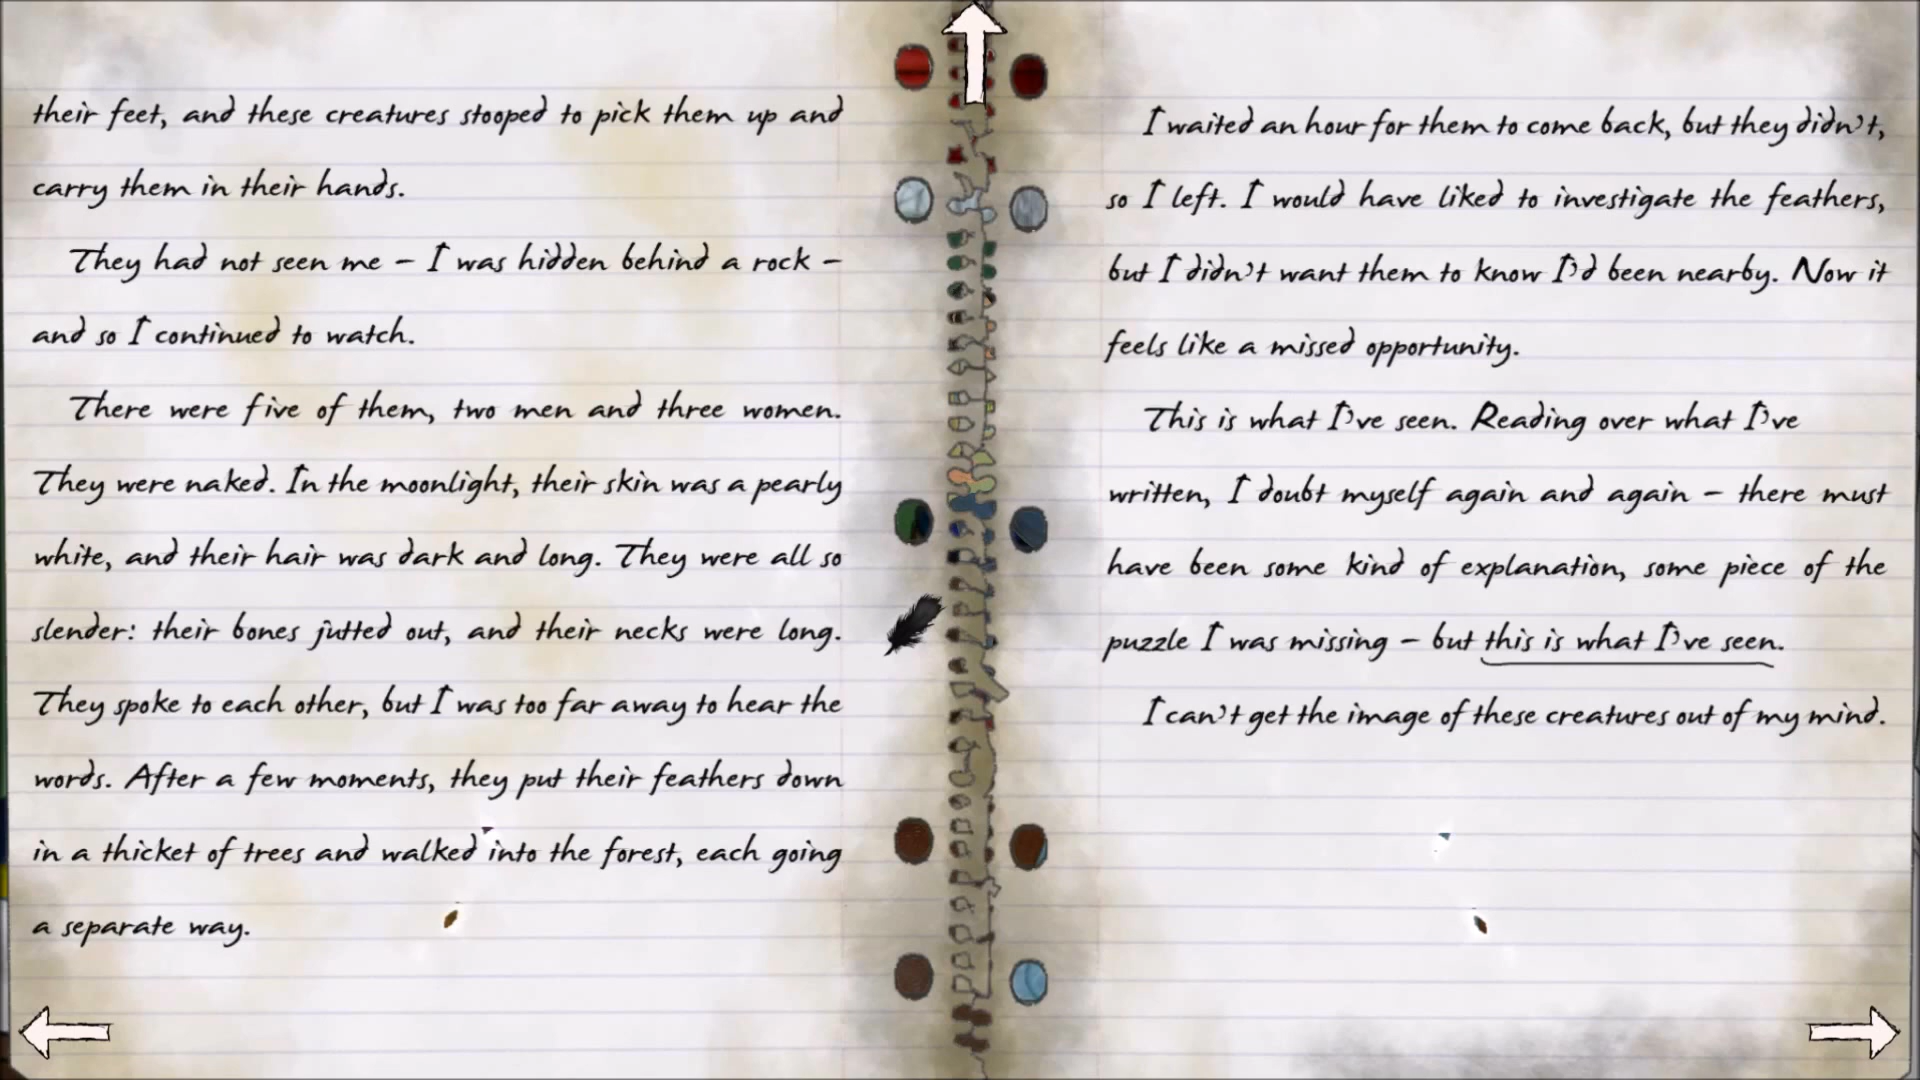 their feet, and these creatures stooped to pick them up and
carry them in their hands.
They had not seen me – I was hidden behind a rock –
and so I continued to watch.
There were five of them, two men and three women.
They were naked. In the moonlight, their skin was a pearly
white, and their hair was dark and long. They were all so
slender: their bones jutted out, and their necks were long.
They spoke to each other, but I was too far away to hear the
words. After a few moments, they put their feathers down
in a thicket of trees and walked into the forest, each going
a separate way.
I waited an hour for them to come back, but they didn't,
so I left. I would have liked to investigate the feathers,
but I didn't want them to know I'd been nearby. Now it
feels like a missed opportunity.
This is what I've seen. Reading over what I've
written, I doubt myself again and again – there must
have been some kind of explanation, some piece of the
puzzle I was missing – but this is what I've seen.
I can't get the image of these creatures out of my mind.